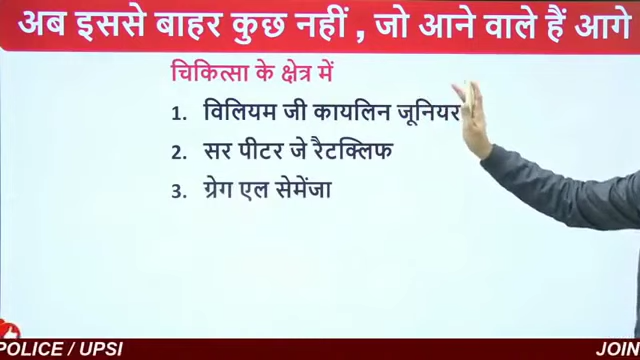 अब इससे बाहर कुछ नहीं , जो आने वाले हैं आगे
चिकित्सा के क्षेत्र में
1. विलियम जी कायलिन जूनियर
2. सर पीटर जे रैटक्लिफ
3. ग्रेग एल सेमेंजा
POLICE / UPSI
JOIN